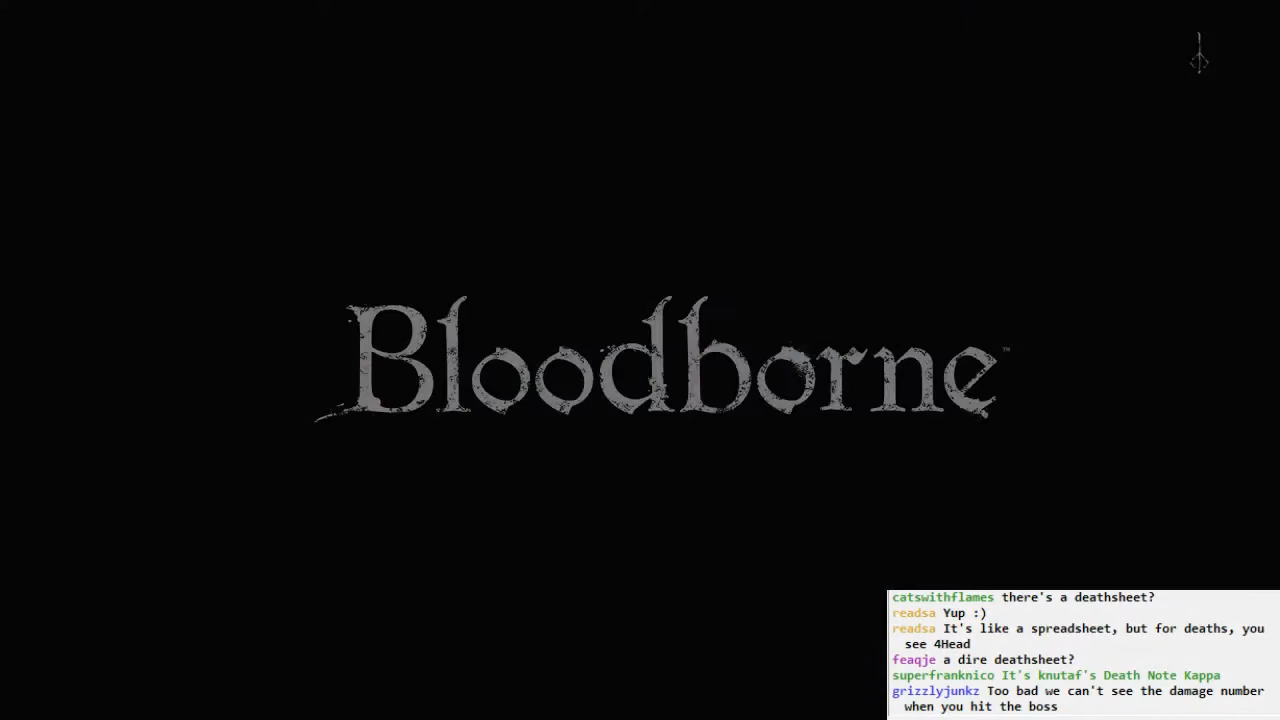 Bloodborne™
catswithflames there's a deathsheet?
readsa Yup :)
readsa It's like a spreadsheet, but for deaths, you
see 4Head
feaqje a dire deathsheet?
superfranknico It's knutaf's Death Note Kappa
grizzlyjunkz Too bad we can't see the damage number
when you hit the boss